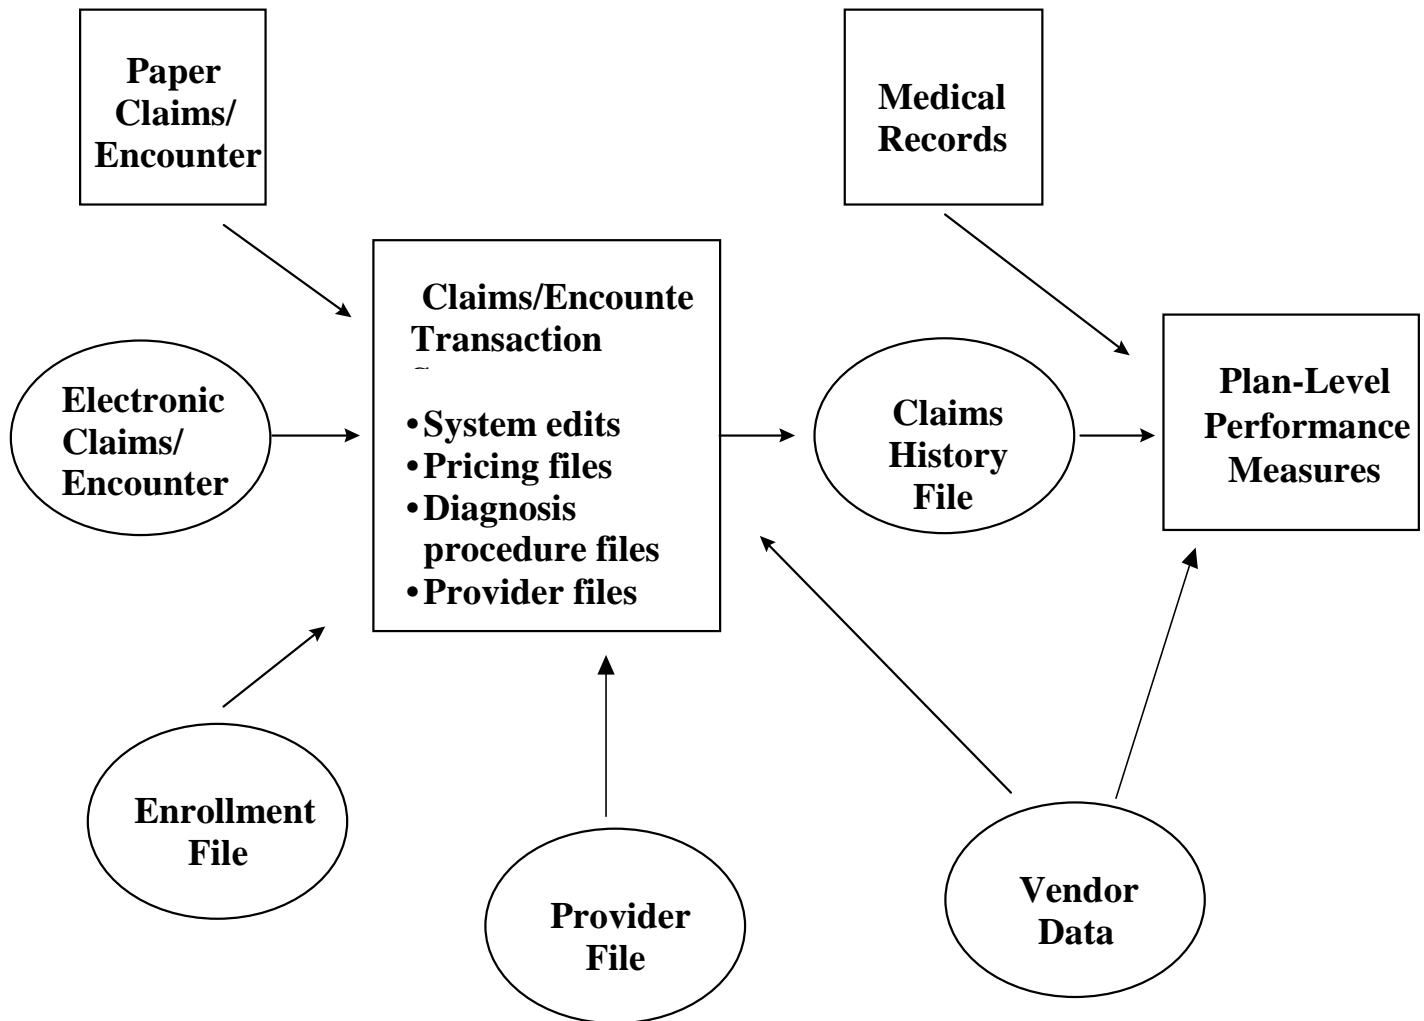 Paper
Claims/
Encounter
Medical
Records
Claims/Encounte
Transaction
•System edits
•Pricing files
•Diagnosis
procedure files
•Provider files
Electronic
Claims/
Encounter
Claims
History
File
Plan-Level
Performance
Measures
Enrollment
File
Provider
File
Vendor
Data